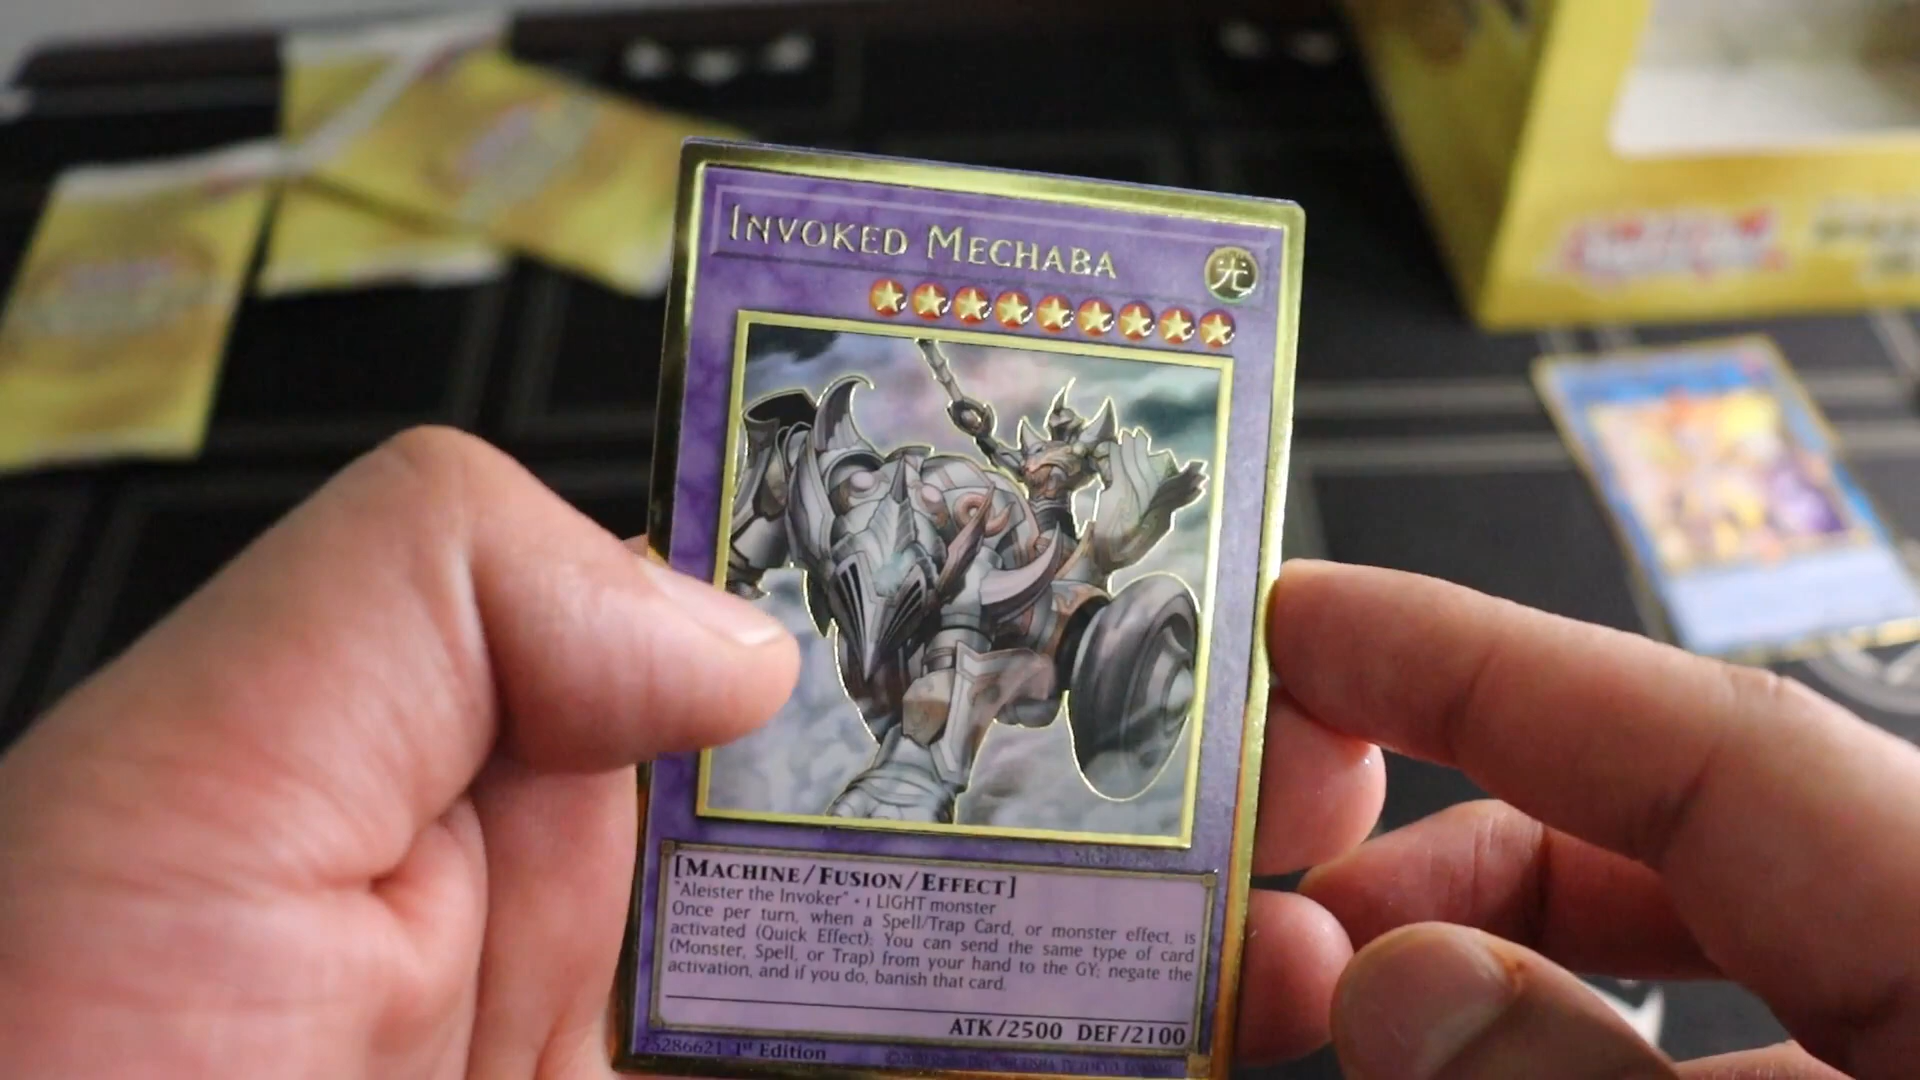 INVOKED MECHABA
光
[MACHINE/FUSION/EFFECT]
"Aleister the Invoker" + 1 LIGHT monster
Once per turn, when a Spell/Trap Card, or monster effect, is
activated (Quick Effect): You can send the same type of card
(Monster, Spell, or Trap) from your hand to the GY; negate the
activation, and if you do, banish that card.
ATK/2500 DEF/2100
75286621 1st Edition